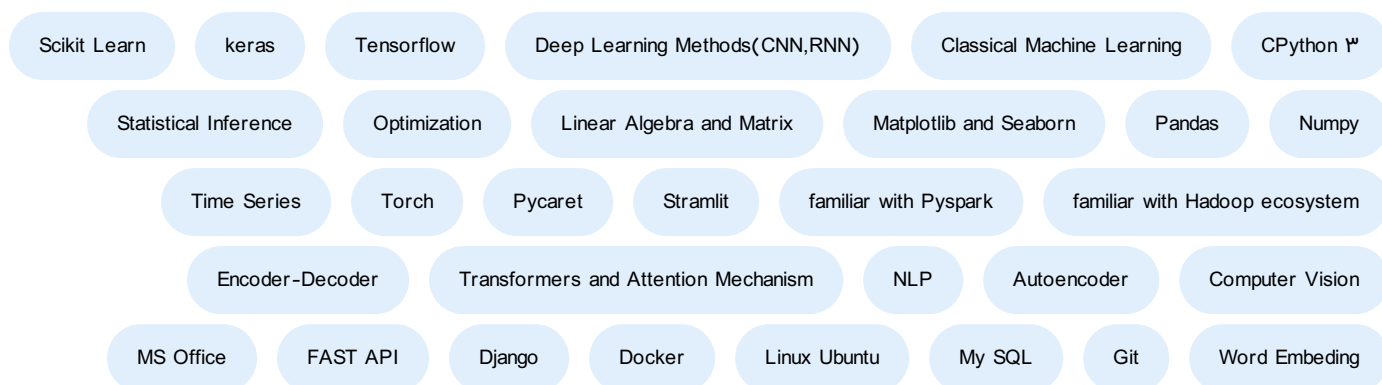 Scikit Learn keras Tensorflow Deep Learning Methods(CNN,RNN) Classical Machine Learning CPython ۳
Statistical Inference Optimization Linear Algebra and Matrix Matplotlib and Seaborn Pandas Numpy
Time Series Torch Pycaret Stramlit familiar with Pyspark familiar with Hadoop ecosystem
Encoder-Decoder Transformers and Attention Mechanism NLP Autoencoder Computer Vision
MS Office FAST API Django Docker Linux Ubuntu My SQL Git Word Embeding